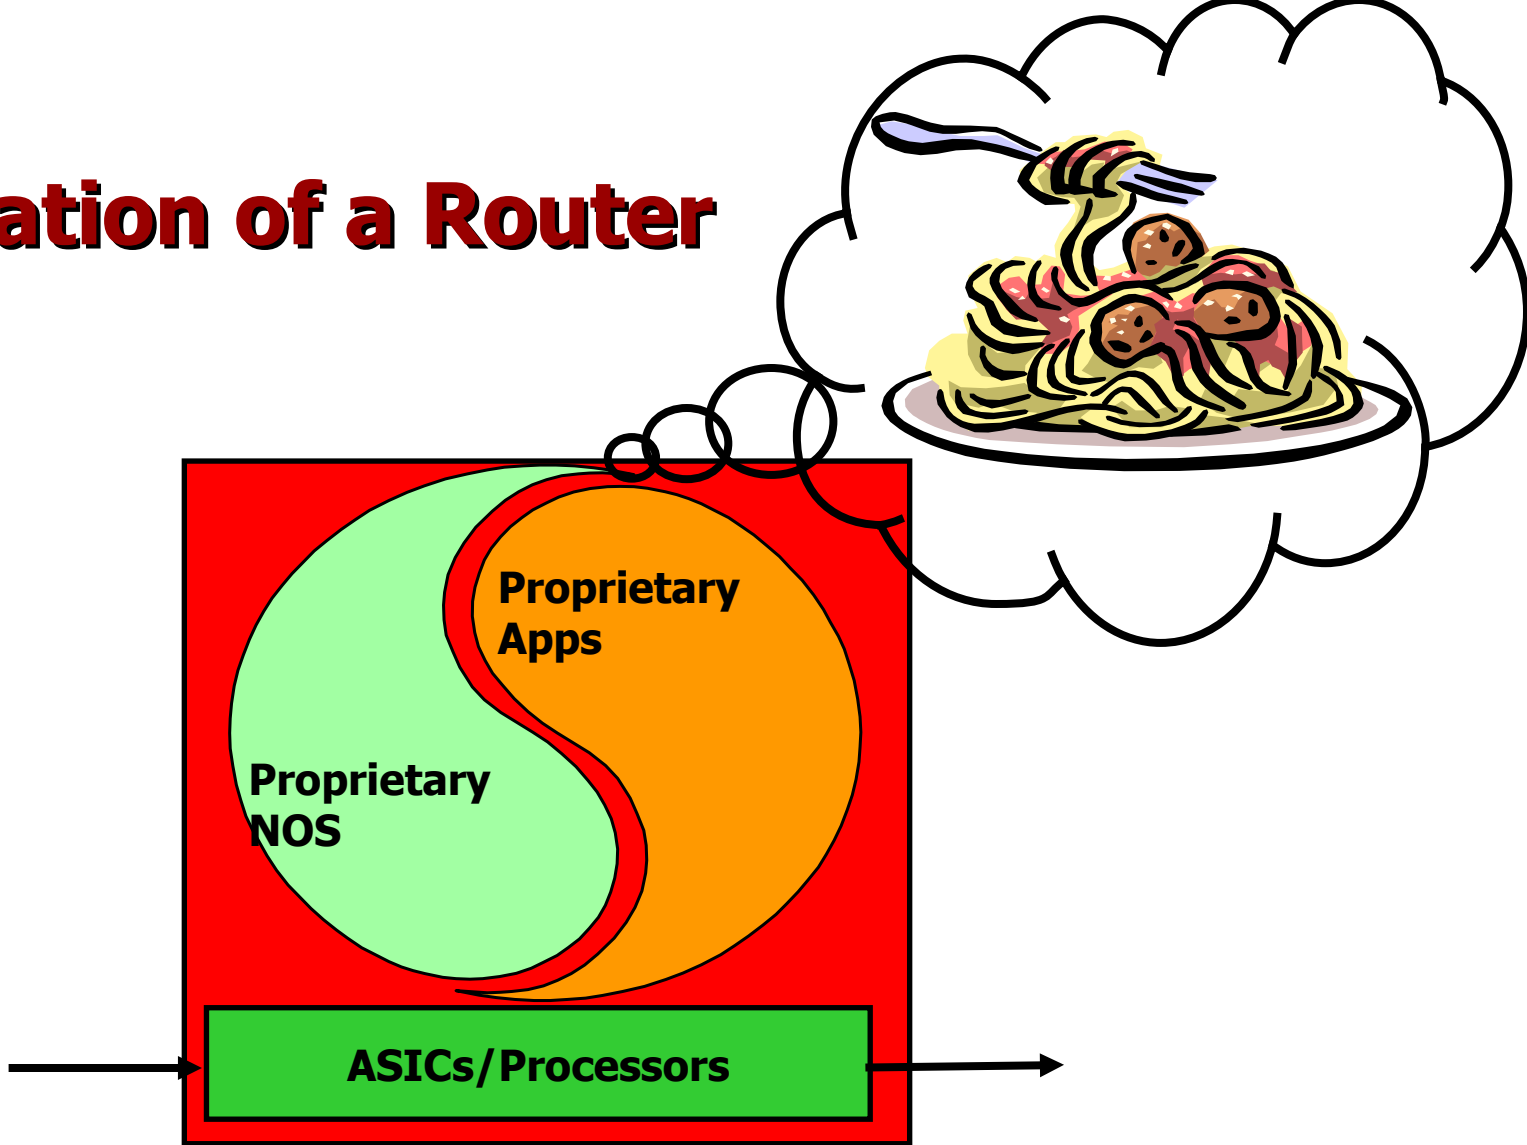 ation of a Router
Proprietary
Apps
Proprietary
NOS
ASICs/Processors